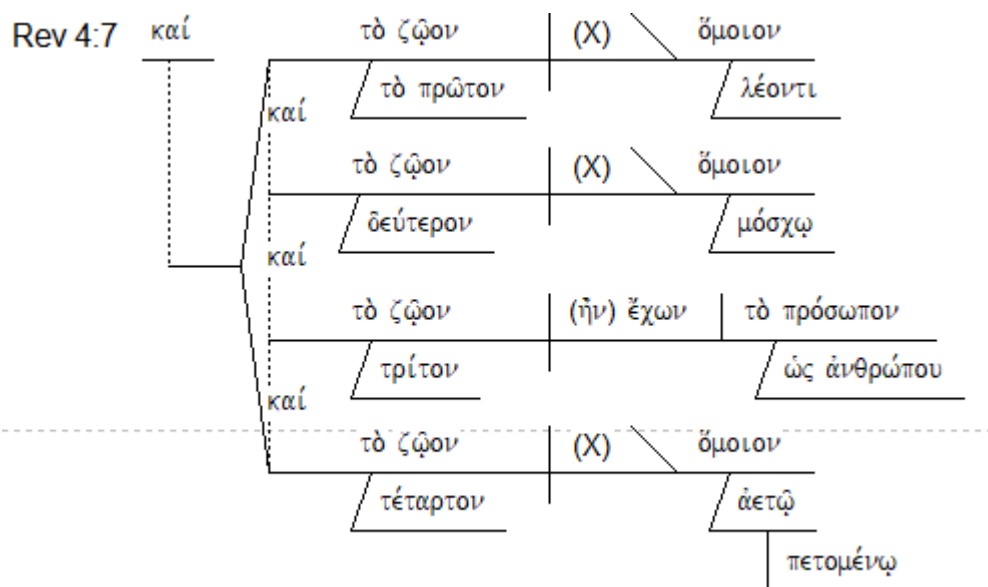 Rev 4:7 καί
τὸ ζῷον (X) ὅμοιον
τὸ πρῶτον λέοντι
καί
τὸ ζῷον (X) ὅμοιον
δεύτερον μόσχῳ
καί
τὸ ζῷον (ἦν) ἔχων τὸ πρόσωπον
τρίτον ὡς ἀνθρώπου
καί
τὸ ζῷον (X) ὅμοιον
τέταρτον ἀετῷ
πετομένῳ